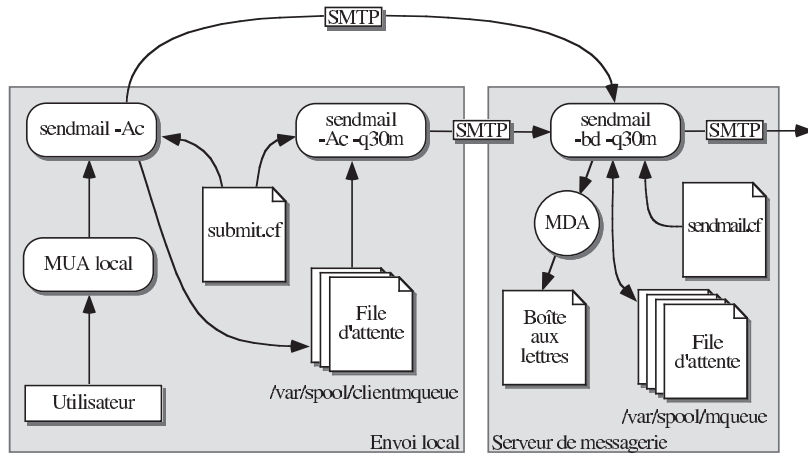 SMTP
sendmail -Ac
sendmail
-Ac -q30m
SMTP
sendmail
-bd -q30m
SMTP
submit.cf
MDA
sendmail.cf
MUA local
File
d'attente
Boîte
aux
lettres
File
d'attente
/var/spool/clientmqueue
Utilisateur
/var/spool/mqueue
Envoi local
Serveur de messagerie